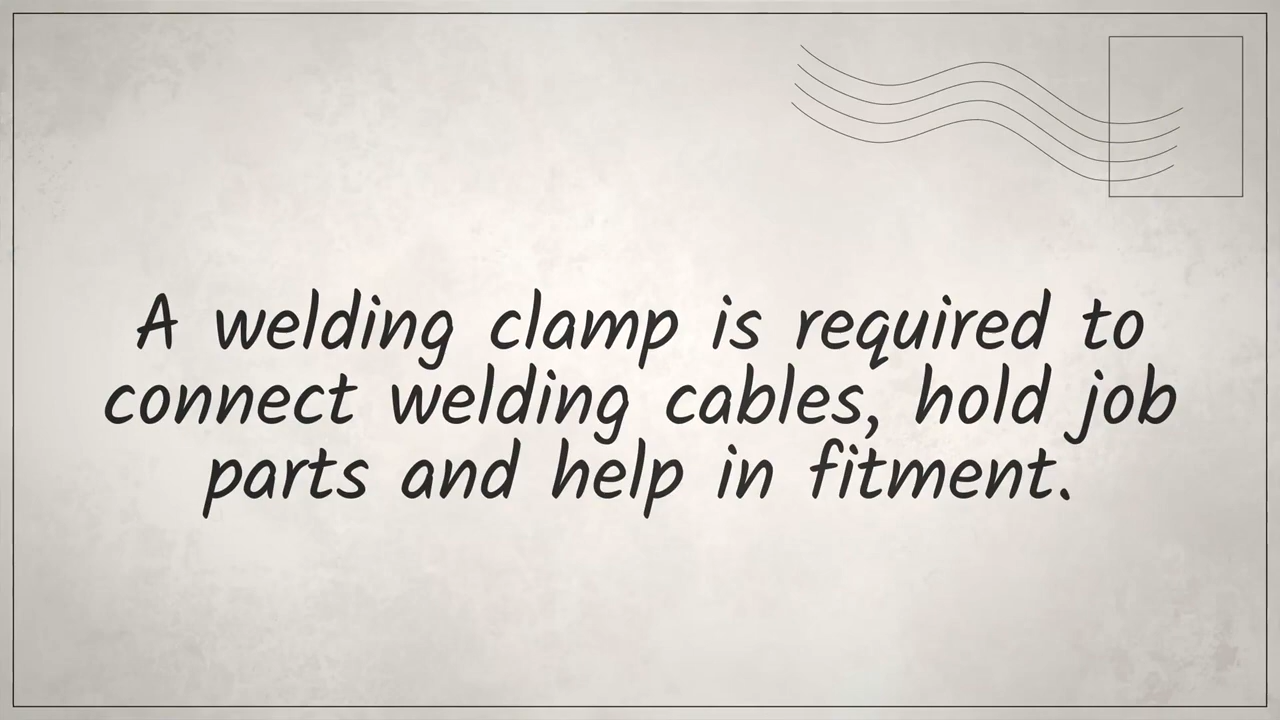 A welding clamp is required to
connect welding cables, hold job
parts and help in fitment.